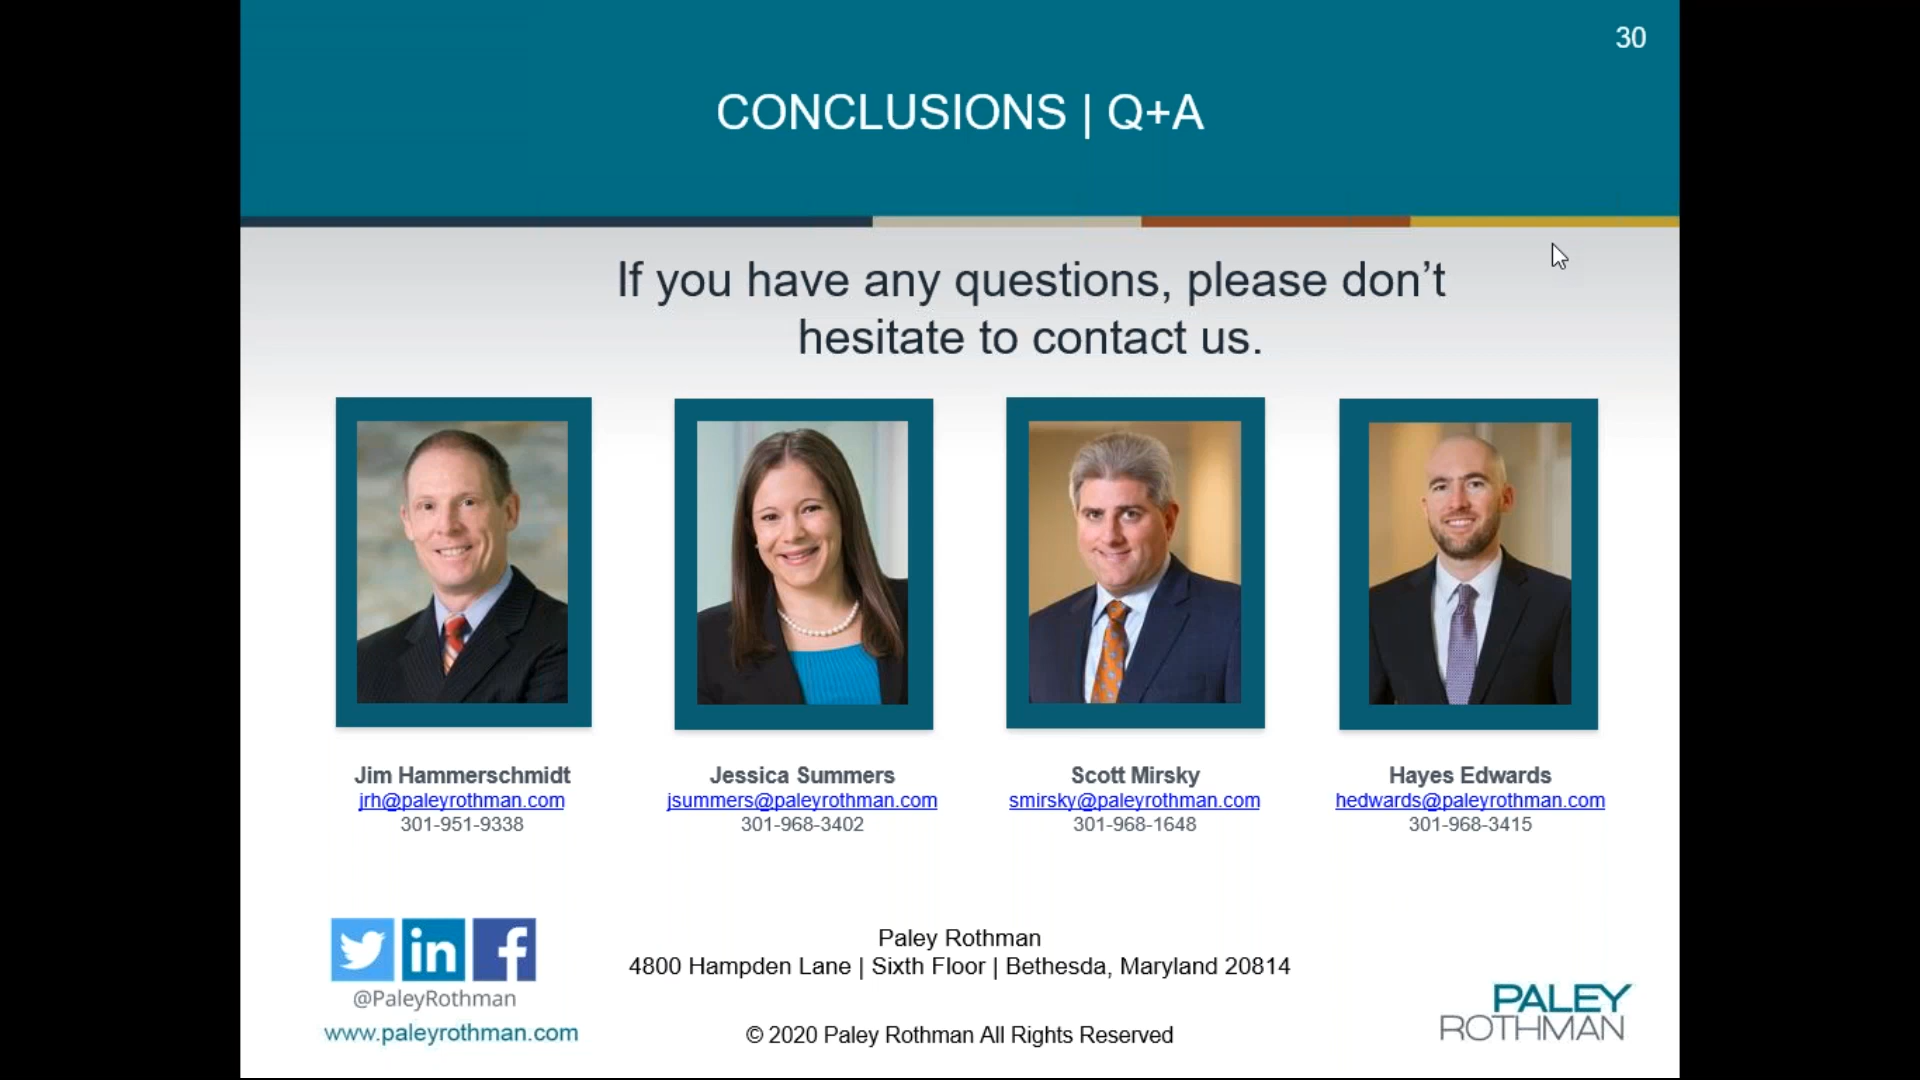 30
CONCLUSIONS | Q+A
If you have any questions, please don’t
hesitate to contact us.
Jim Hammerschmidt
jrh@paleyrothman.com
301-951-9338
Jessica Summers
jsummers@paleyrothman.com
301-968-3402
Scott Mirsky
smirsky@paleyrothman.com
301-968-1648
Hayes Edwards
hedwards@paleyrothman.com
301-968-3415
in f
@PaleyRothman
www.paleyrothman.com
Paley Rothman
4800 Hampden Lane | Sixth Floor | Bethesda, Maryland 20814
© 2020 Paley Rothman All Rights Reserved
PALEY
ROTHMAN